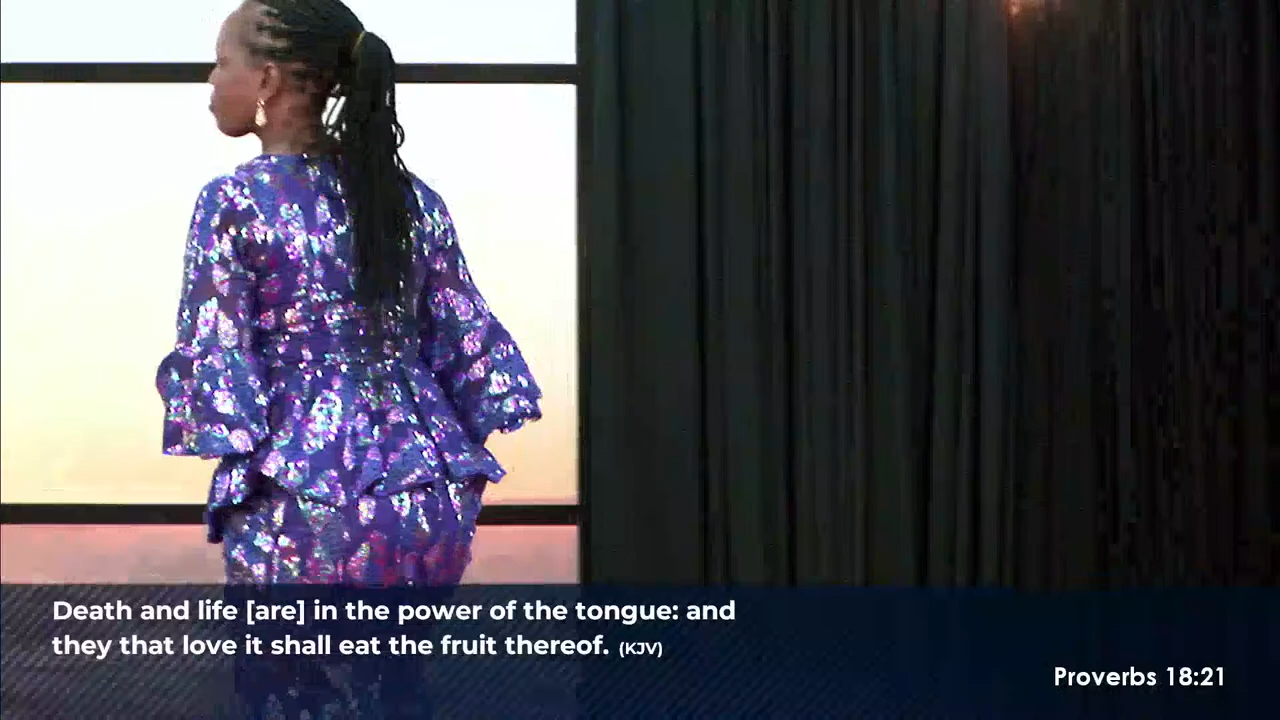 Death and life [are] in the power of the tongue: and
they that love it shall eat the fruit thereof. (KJV)
Proverbs 18:21